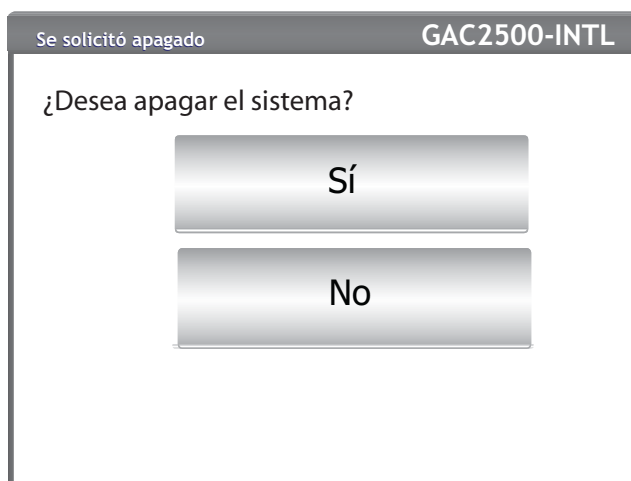 Se solicitó apagado GAC2500-INTL
¿Desea apagar el sistema?
Sí
No